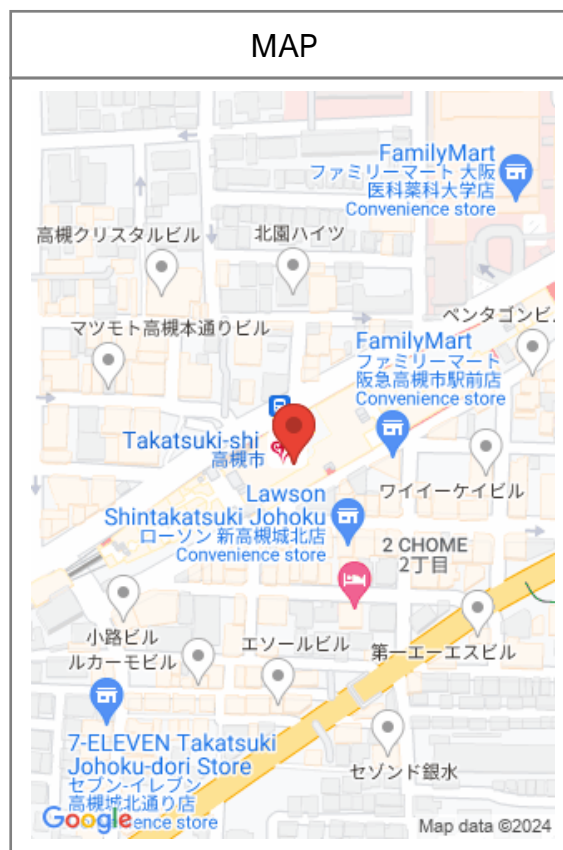 MAP
FamilyMart
ファミリーマート 大阪
医科薬科大学店
Convenience store
高槻クリスタルビル
北園ハイツ
ペンタゴンビ
マツモト高槻本通りビル
FamilyMart
ファミリーマート
阪急高槻市駅前店
Convenience store
Takatsuki-shi
高槻市
ワイイーケイビル
Lawson
Shintakatsuki Johoku
ローソン 新高槻城北店
Convenience store
2 CHOME
2丁目
小路ビル
ルカーモビル
エソールビル
第一エーエスビル
7-ELEVEN Takatsuki
Johoku-dori Store
セブン-イレブン
高槻城北通り店
ence store
セゾンド銀水
Google
Map data ©2024